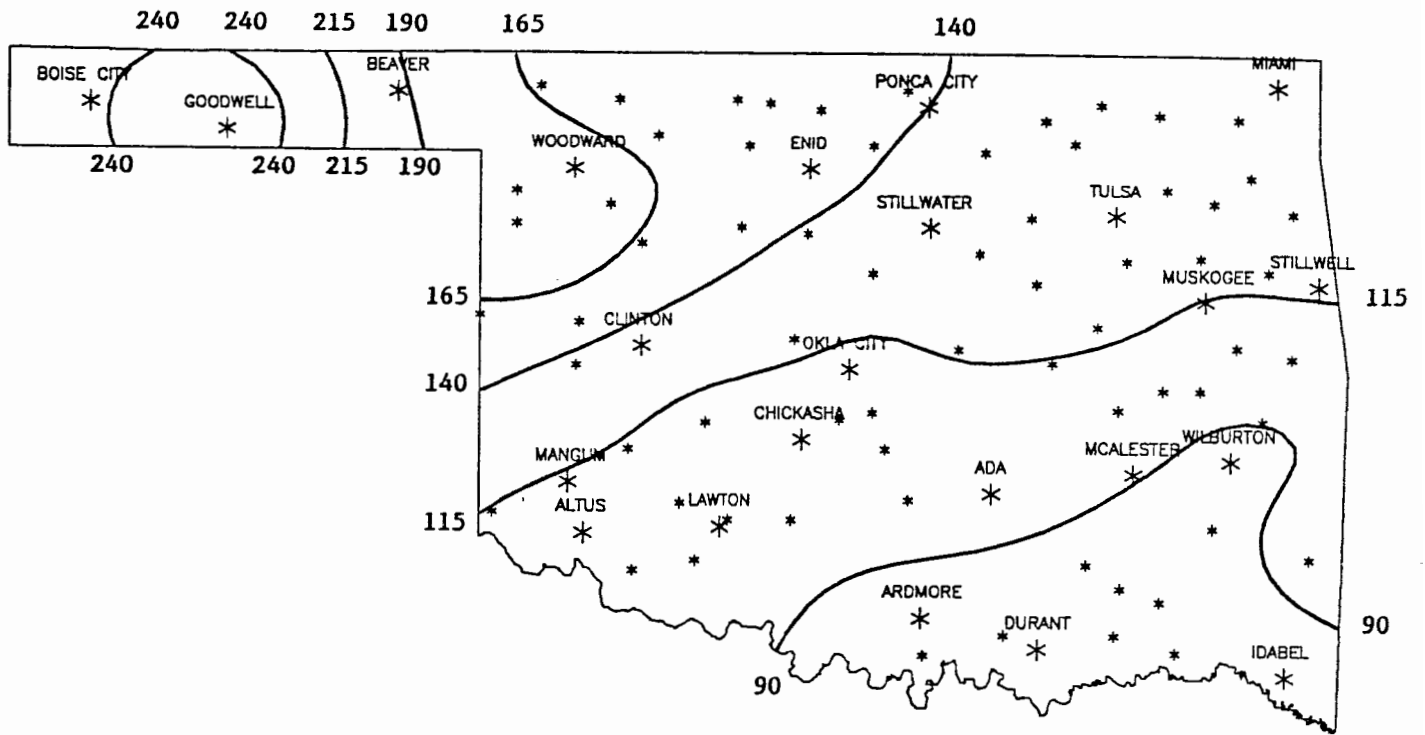 240 240 215 190 165 140
BOISE CITY
GOODWELL
BEAVER
PONCA CITY
MIAMI
240 240 215 190
WOODWARD
ENID
STILLWATER
TULSA
MUSKOGEE
STILLWELL
165
115
CLINTON
OKLA CITY
140
CHICKASHA
MANGUM
MCALESTER
WILBURTON
ADA
ALTUS
LAWTON
115
ARDMORE
DURANT
90
IDABEL
90